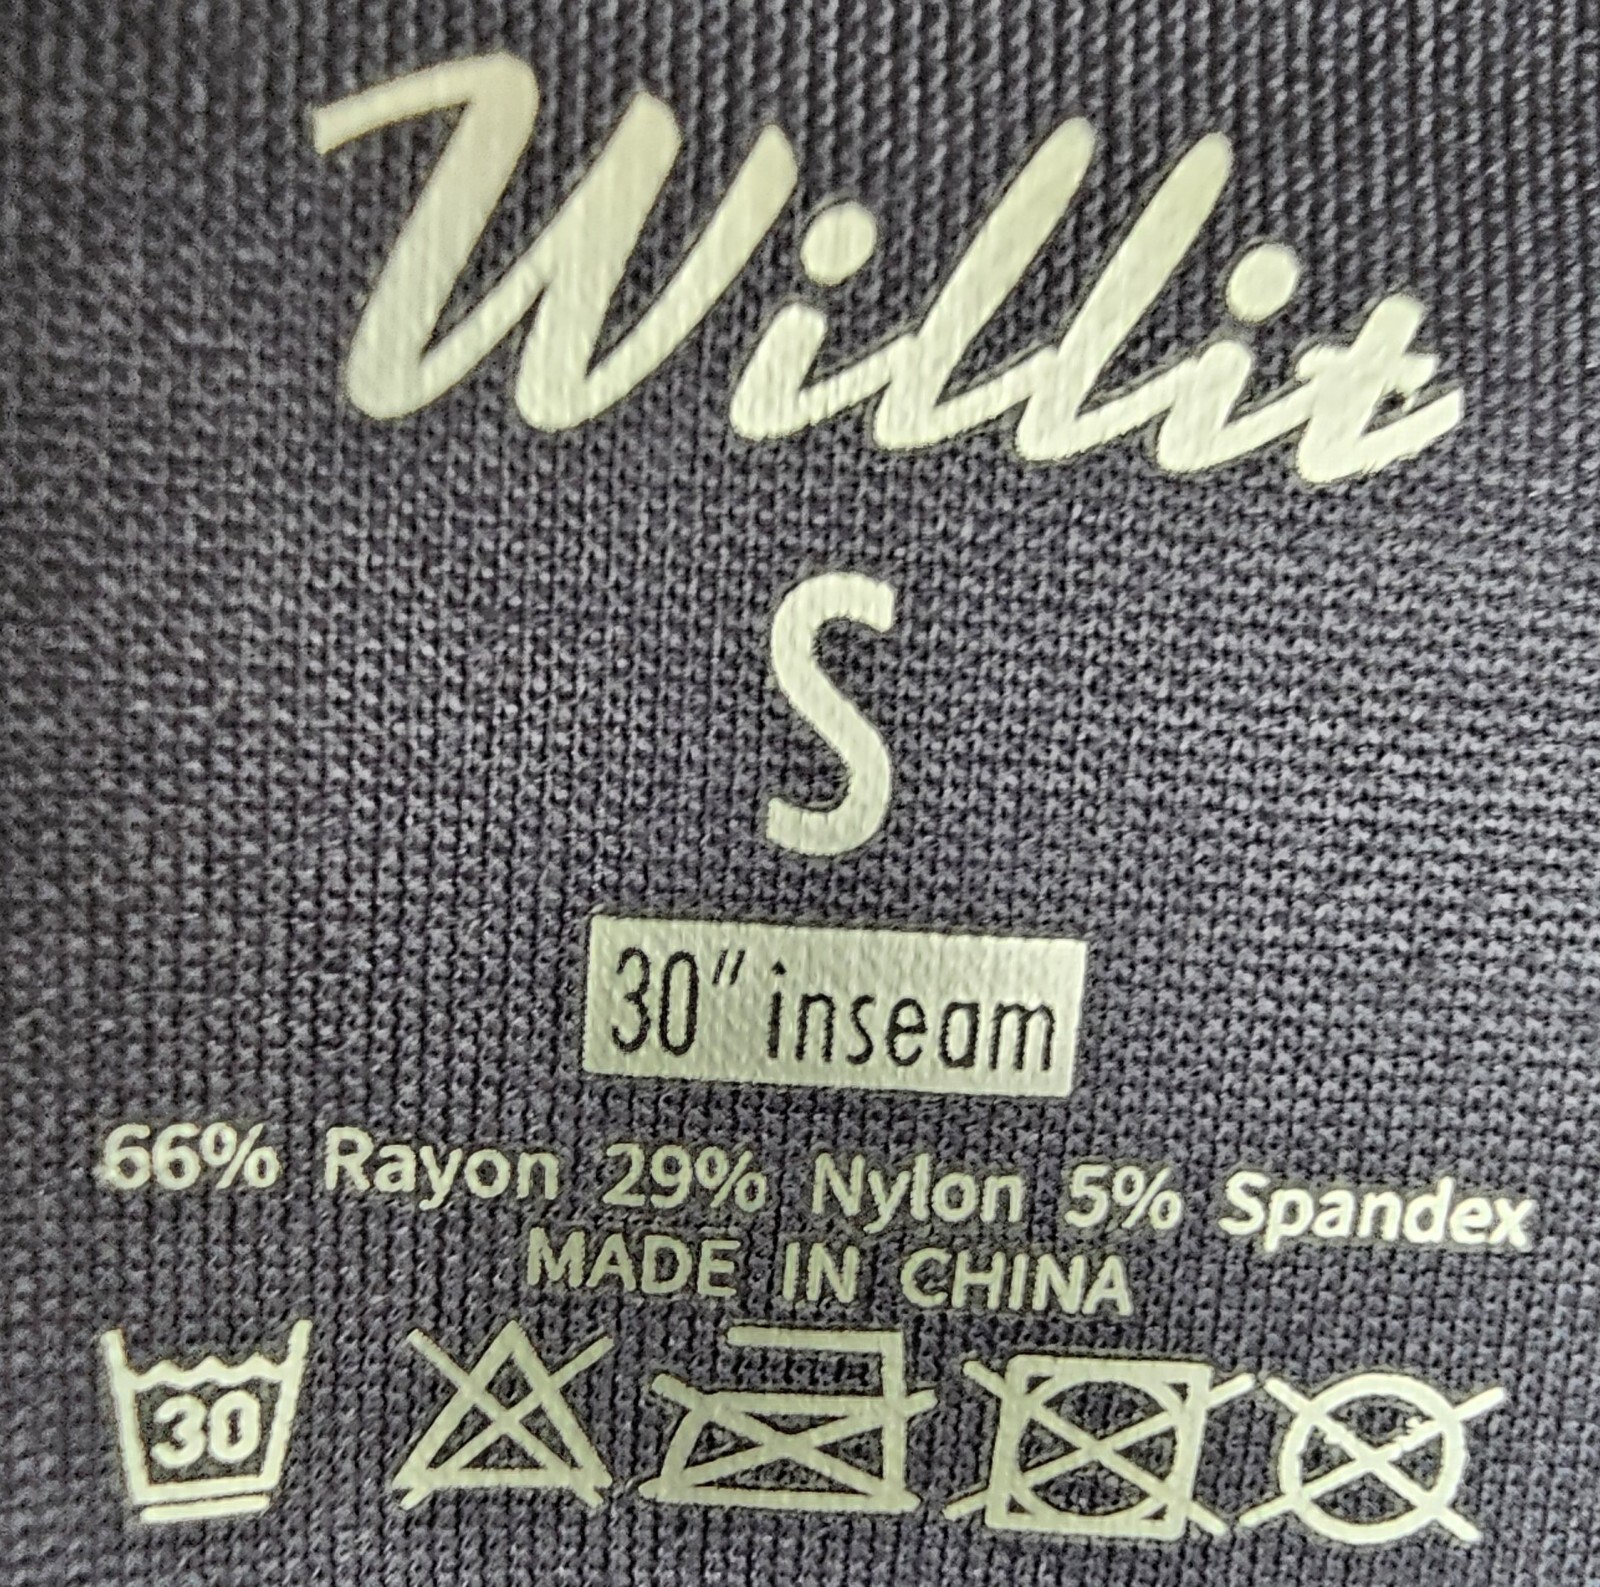 Willit
S
30" inseam
66% Rayon 29% Nylon 5% Spandex
MADE IN CHINA
30